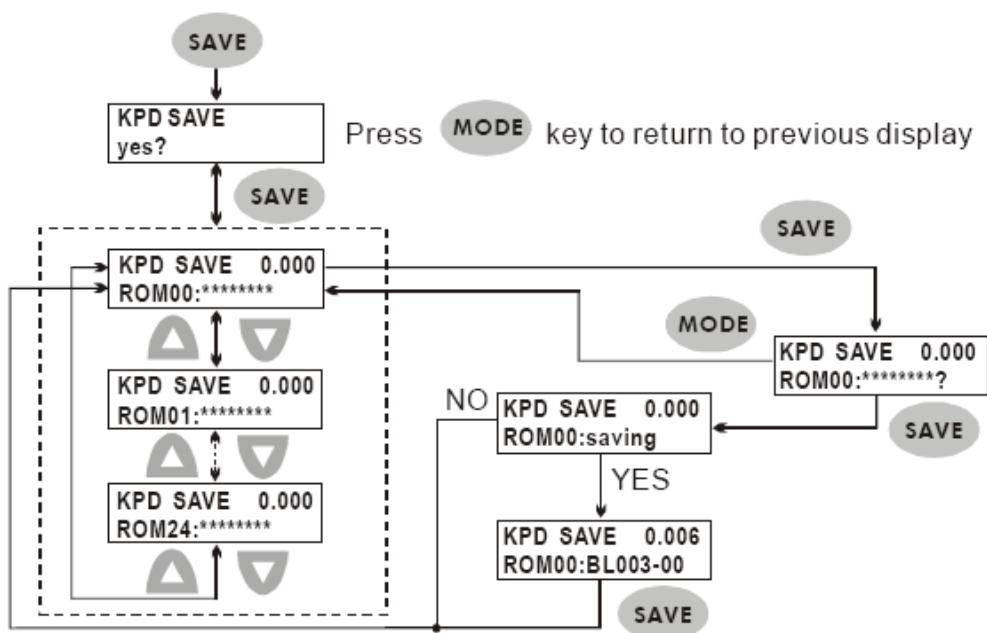 SAVE
KPD SAVE
yes?
Press MODE key to return to previous display
SAVE
SAVE
KPD SAVE 0.000
ROM00:********
MODE
KPD SAVE 0.000
ROM00:********?
KPD SAVE 0.000
ROM01:********
NO
KPD SAVE 0.000
ROM00:saving
SAVE
YES
KPD SAVE 0.000
ROM24:********
KPD SAVE 0.006
ROM00:BL003-00
SAVE